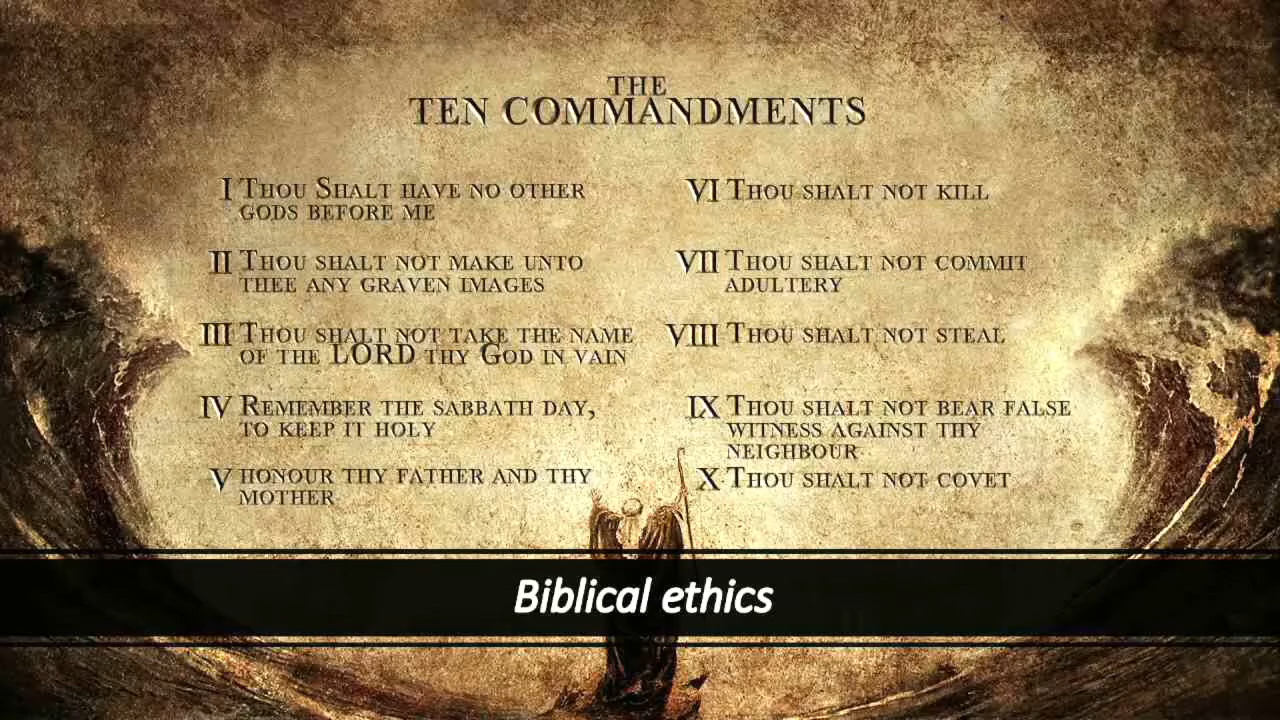 THE
TEN COMMANDMENTS
I THOU SHALT HAVE NO OTHER
GODS BEFORE ME
II THOU SHALT NOT MAKE UNTO
THEE ANY GRAVEN IMAGES
III THOU SHALT NOT TAKE THE NAME
OF THE LORD THY GOD IN VAIN
IV REMEMBER THE SABBATH DAY,
TO KEEP IT HOLY
V HONOUR THY FATHER AND THY
MOTHER
VI THOU SHALT NOT KILL
VII THOU SHALT NOT COMMIT
ADULTERY
VIII THOU SHALT NOT STEAL
IX THOU SHALT NOT BEAR FALSE
WITNESS AGAINST THY
NEIGHBOUR
X THOU SHALT NOT COVET
Biblical ethics